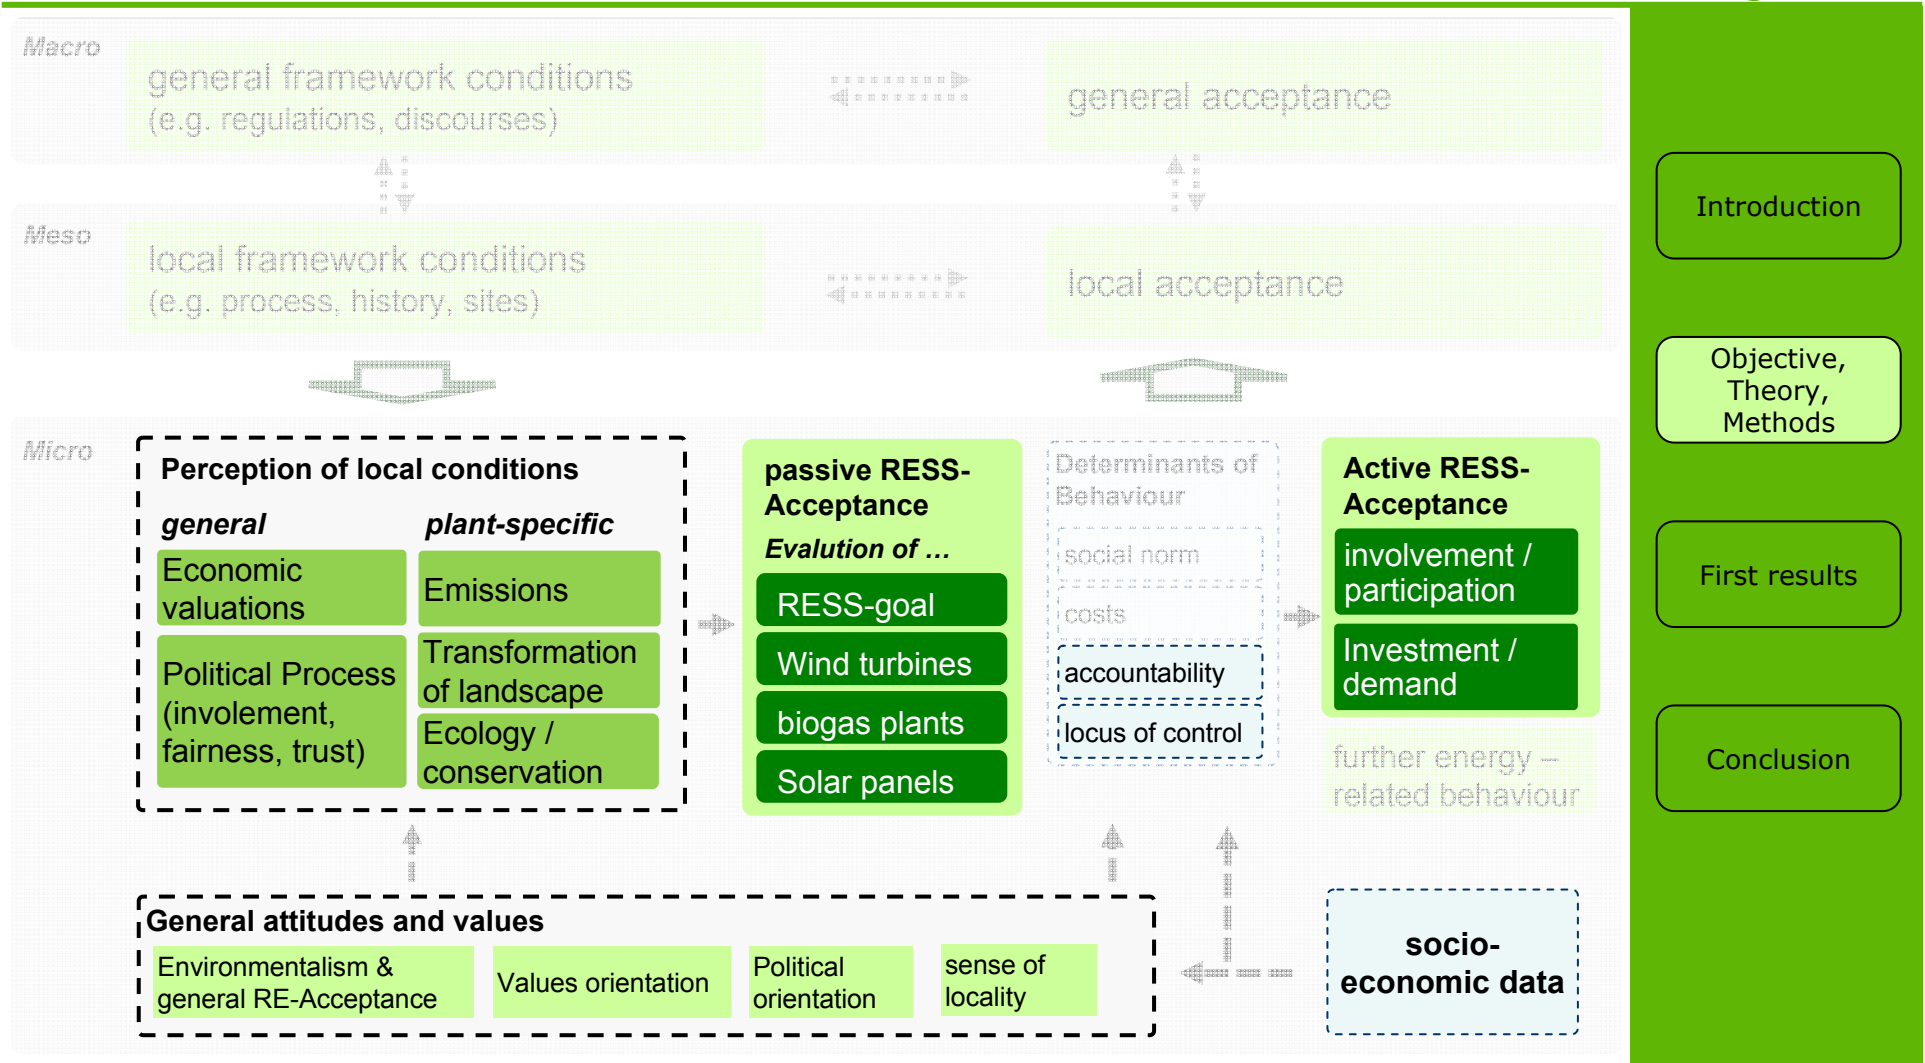 Macro
general framework conditions
(e.g. regulations, discourses)
general acceptance
Meso
local framework conditions
(e.g. process, history, sites)
local acceptance
Micro
Perception of local conditions
general
plant-specific
Economic
valuations
Emissions
Political Process
(involement,
fairness, trust)
Transformation
of landscape
Ecology /
conservation
passive RESS-
Acceptance
Evalution of ...
RESS-goal
Wind turbines
biogas plants
Solar panels
Determinants of
Behaviour
social norm
costs
accountability
locus of control
Active RESS-
Acceptance
involvement /
participation
Investment /
demand
further energy –
related behaviour
General attitudes and values
Environmentalism &
general RE-Acceptance
Values orientation
Political
orientation
sense of
locality
socio-
economic data
Introduction
Objective,
Theory,
Methods
First results
Conclusion